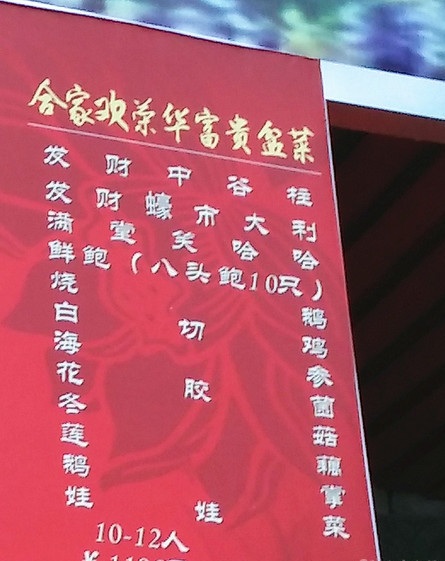 合家欢荣华富贵盆菜
发财中谷柱
发财蠔市大利
满堂笑哈哈
鲜鲍（八头鲍10只）
烧鹅
白切鸡
海参
花胶菌
冬菇
莲藕
鹅掌
娃娃菜
10-12人